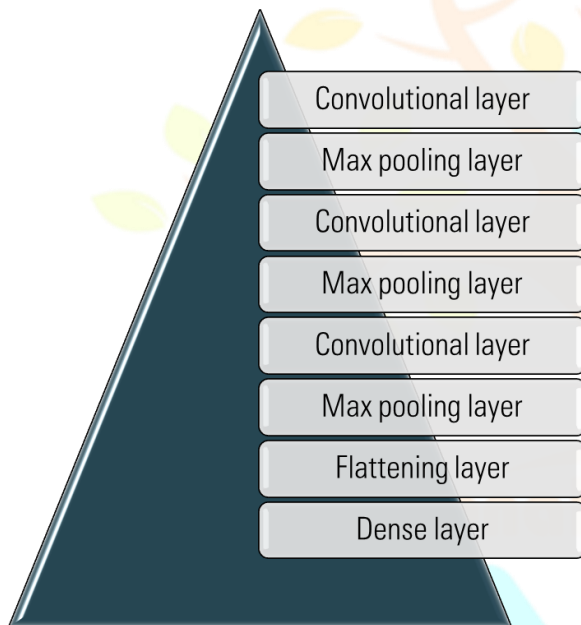 Convolutional layer
Max pooling layer
Convolutional layer
Max pooling layer
Convolutional layer
Max pooling layer
Flattening layer
Dense layer